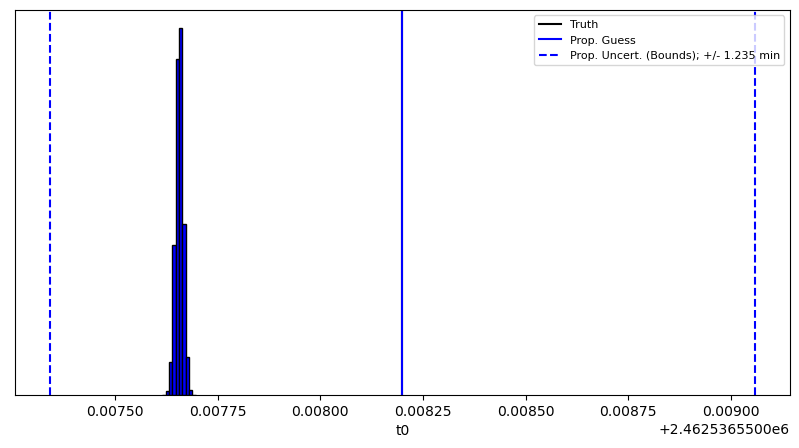 Truth
Prop. Guess
Prop. Uncert. (Bounds); +/- 1.235 min
0.00750 0.00775 0.00800 0.00825 0.00850 0.00875 0.00900
t0
+2.4625365500e6